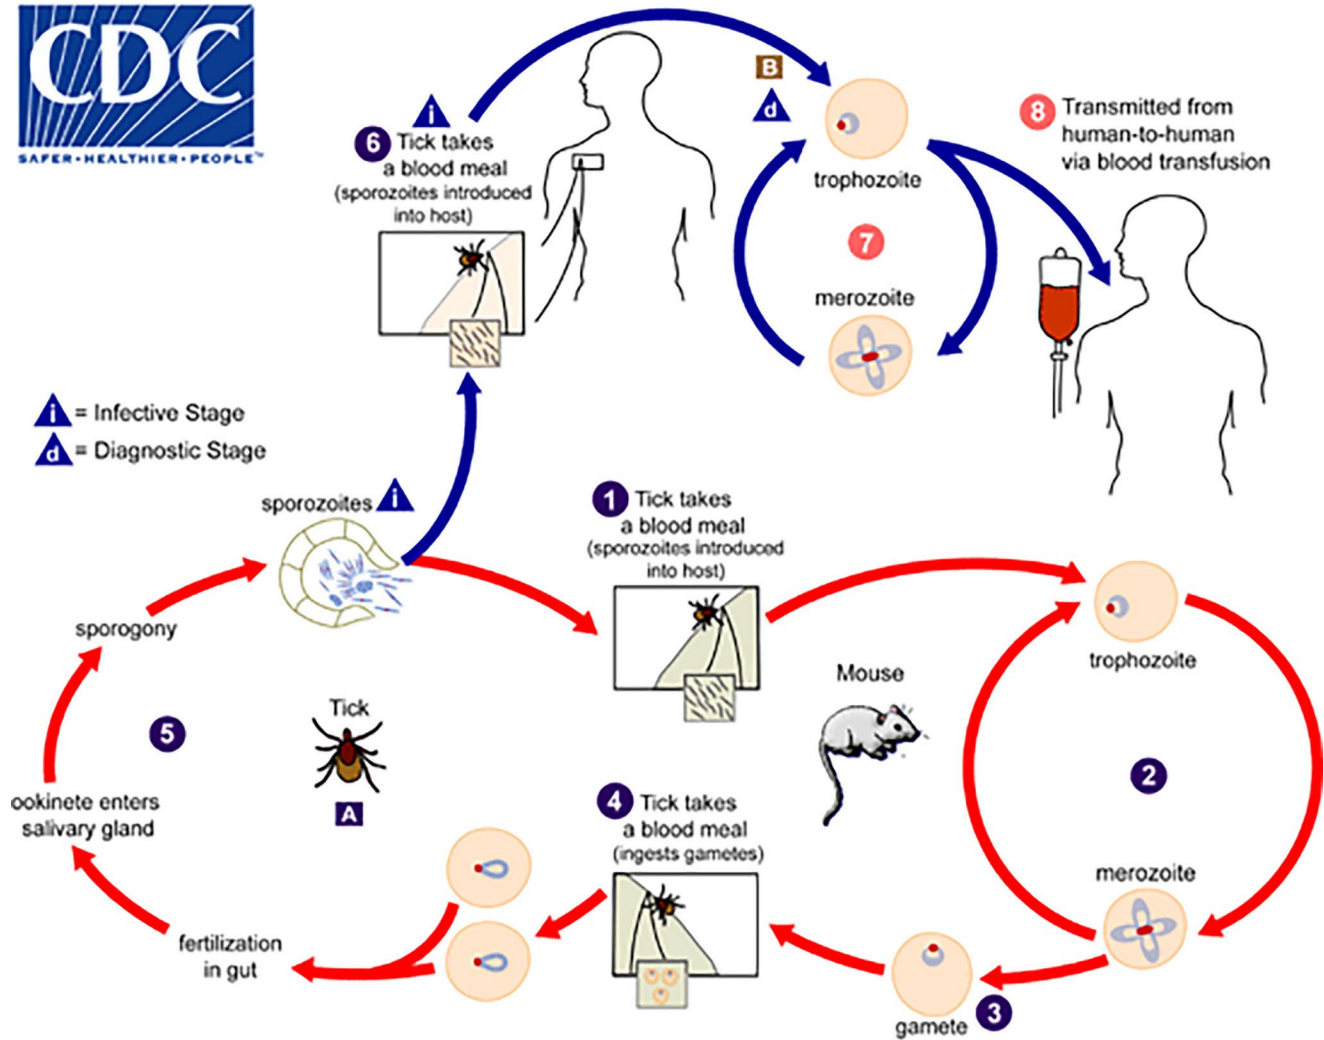 CDC
SAFER • HEALTHIER • PEOPLE™
i
6 Tick takes
a blood meal
(sporozoites introduced
into host)
B
d
trophozoite
7
merozoite
8 Transmitted from
human-to-human
via blood transfusion
i = Infective Stage
d = Diagnostic Stage
sporozoites i
1 Tick takes
a blood meal
(sporozoites introduced
into host)
trophozoite
sporogony
Mouse
Tick
5
2
A
ookinete enters
salivary gland
4 Tick takes
a blood meal
(ingests gametes)
merozoite
fertilization
in gut
gamete 3